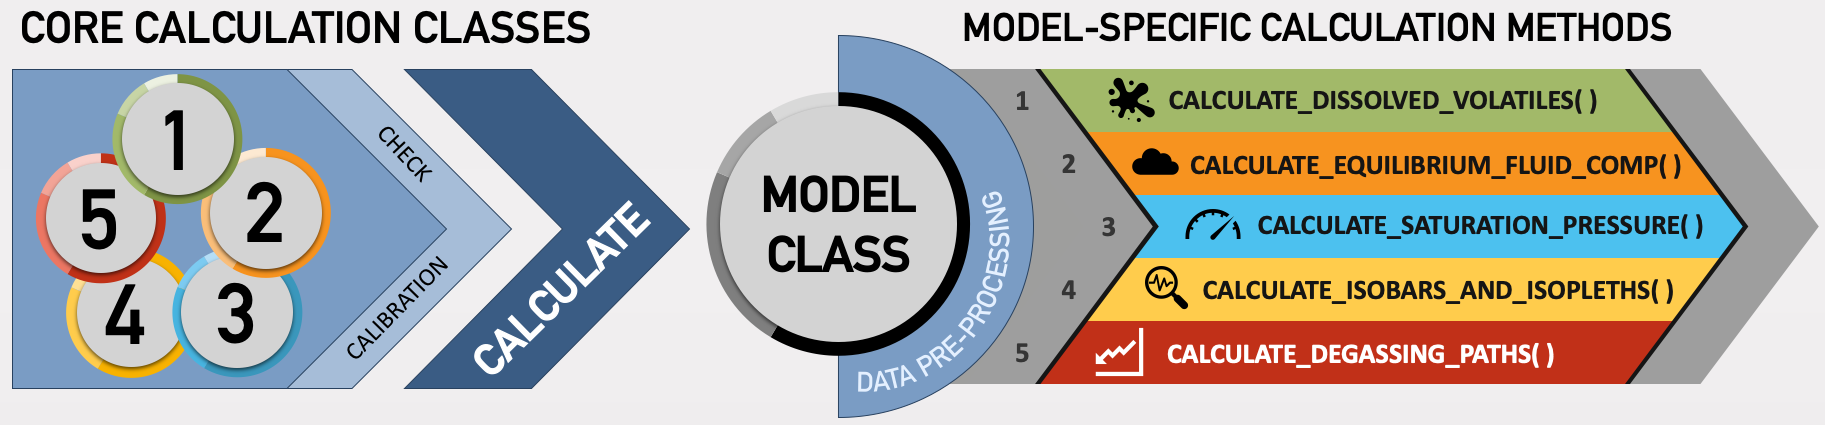 CORE CALCULATION CLASSES
1
2
3
4
5
CHECK
CALIBRATION
CALCULATE
MODEL
CLASS
DATA PRE-PROCESSING
MODEL-SPECIFIC CALCULATION METHODS
1 CALCULATE_DISSOLVED_VOLATILES( )
2 CALCULATE_EQUILIBRIUM_FLUID_COMP( )
3 CALCULATE_SATURATION_PRESSURE( )
4 CALCULATE_ISOBARS_AND_ISOPLETHS( )
5 CALCULATE_DEGASSING_PATHS( )